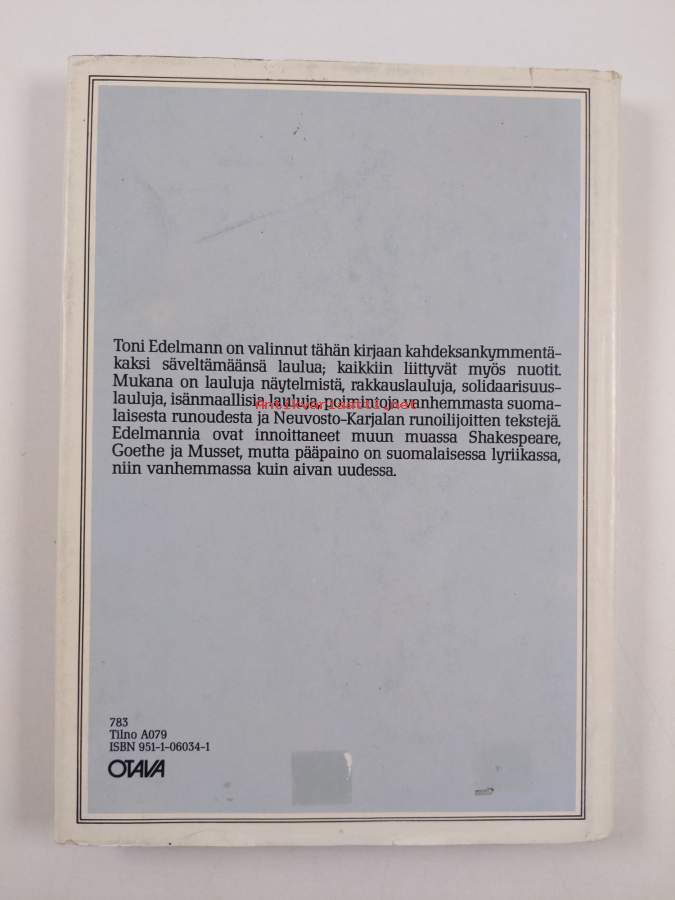 Toni Edelmann on valinnut tähän kirjaan kahdeksankymmentä-
kaksi säveltämäänsä laulua; kaikkiin liittyvät myös nuotit.
Mukana on lauluja näytelmistä, rakkauslauluja, solidaarisuus-
lauluja, isänmaallisia lauluja, poimintoja vanhemmasta suoma-
Antikvariaatti.net
laisesta runoudesta ja Neuvosto-Karjalan runoilijoitten tekstejä.
Edelmannia ovat innoittaneet muun muassa Shakespeare,
Goethe ja Musset, mutta pääpaino on suomalaisessa lyriikassa,
niin vanhemmassa kuin aivan uudessa.
783
Tilno A079
ISBN 951-1-06034-1
OTAVA